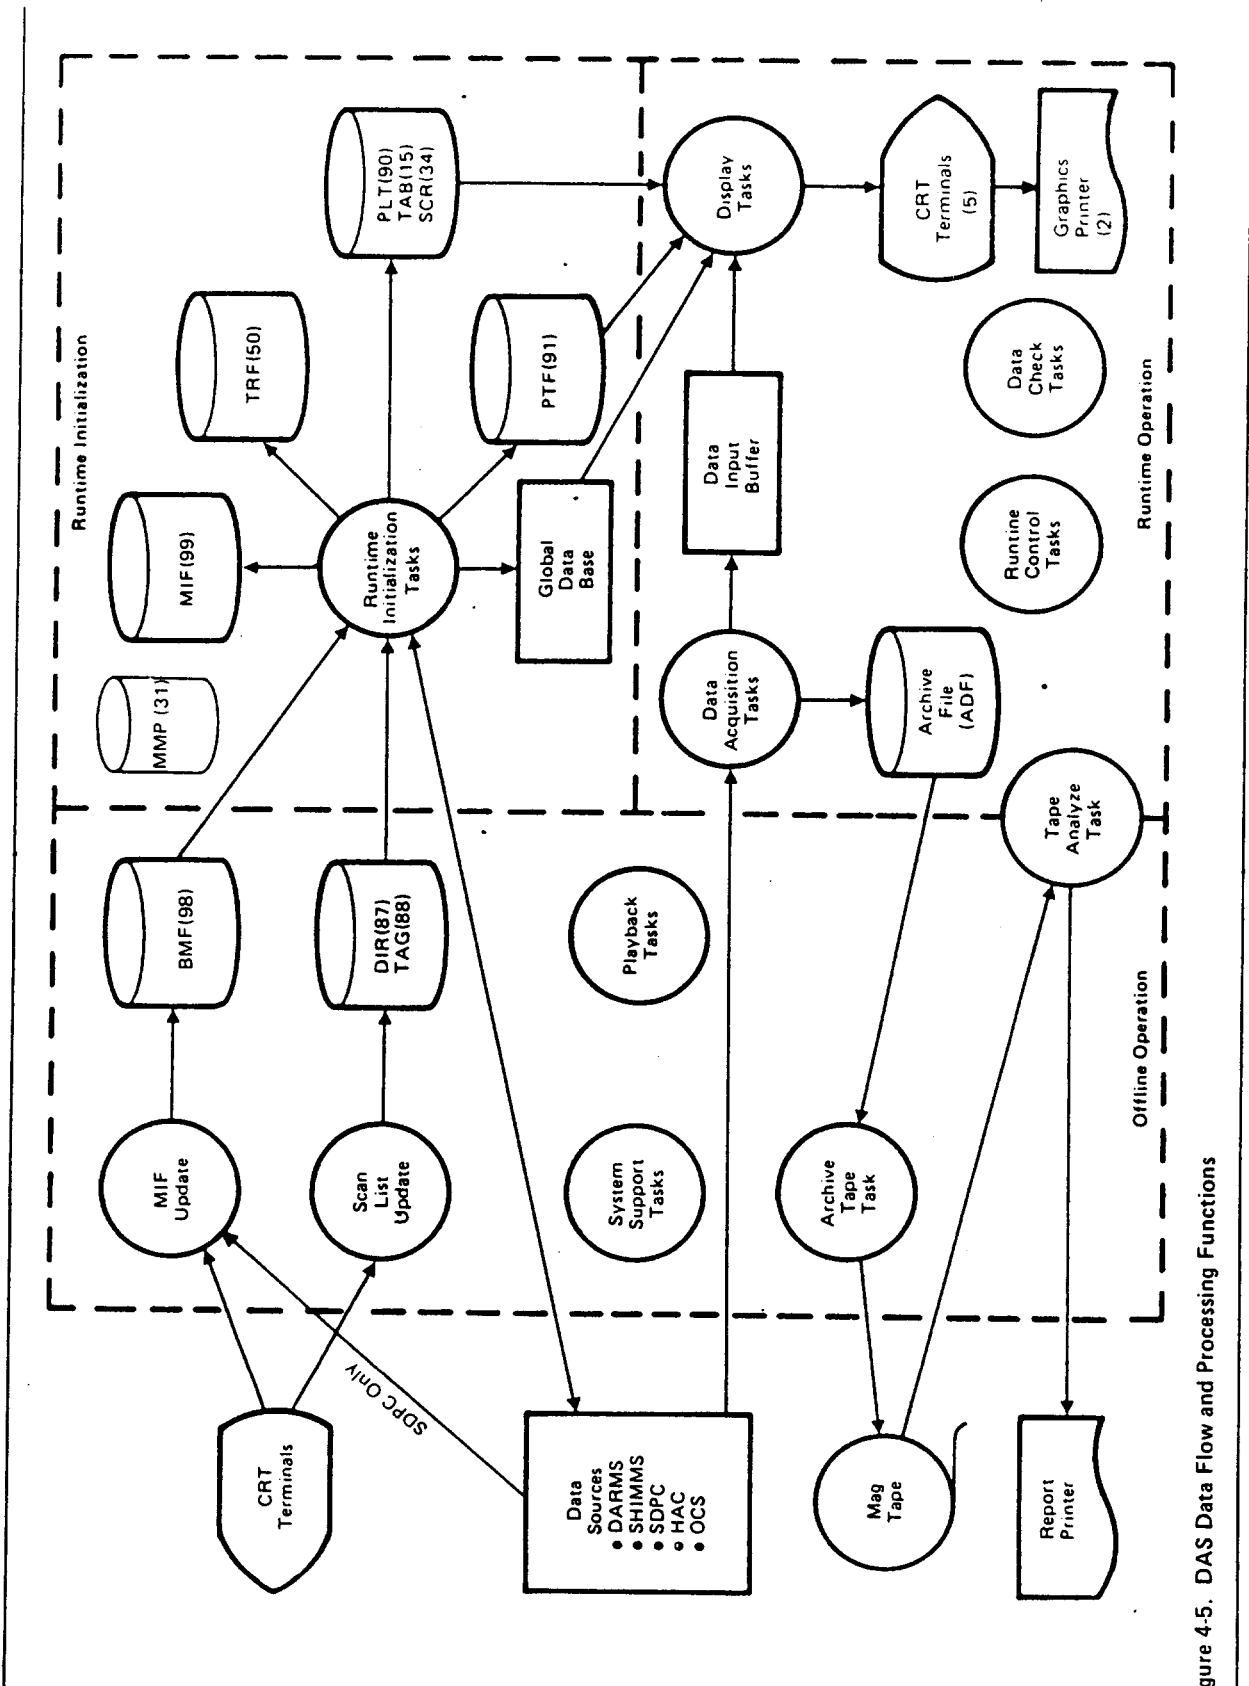 CRT
Terminals
Data
Sources
• DARMS
• SHIMMS
• SDPC
• HAC
• OCS
Mag
Tape
Report
Printer
SDPC Only
MIF
Update
Scan
List
Update
System
Support
Tasks
Archive
Tape
Task
BMF(98)
DIR(87)
TAG(88)
Playback
Tasks
Offline Operation
Tape
Analyze
Task
Runtime Initialization
MMP (31)
MIF(99)
TRF(50)
Runtime
Initialization
Tasks
PLT(90)
TAB(15)
SCR(34)
PTF(91)
Global
Data
Base
Data
Acquisition
Tasks
Data
Input
Buffer
Display
Tasks
Archive
File
(ADF)
Runtine
Control
Tasks
Data
Check
Tasks
CRT
Terminals
(5)
Graphics
Printer
(2)
Runtime Operation
gure 4-5. DAS Data Flow and Processing Functions